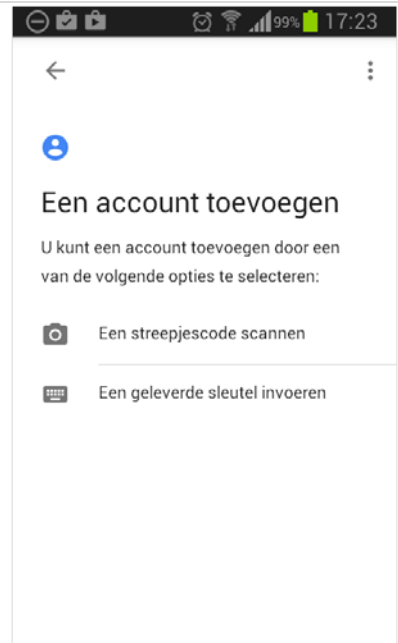 99% 17:23
Een account toevoegen
U kunt een account toevoegen door een
van de volgende opties te selecteren:
Een streepjescode scannen
Een geleverde sleutel invoeren